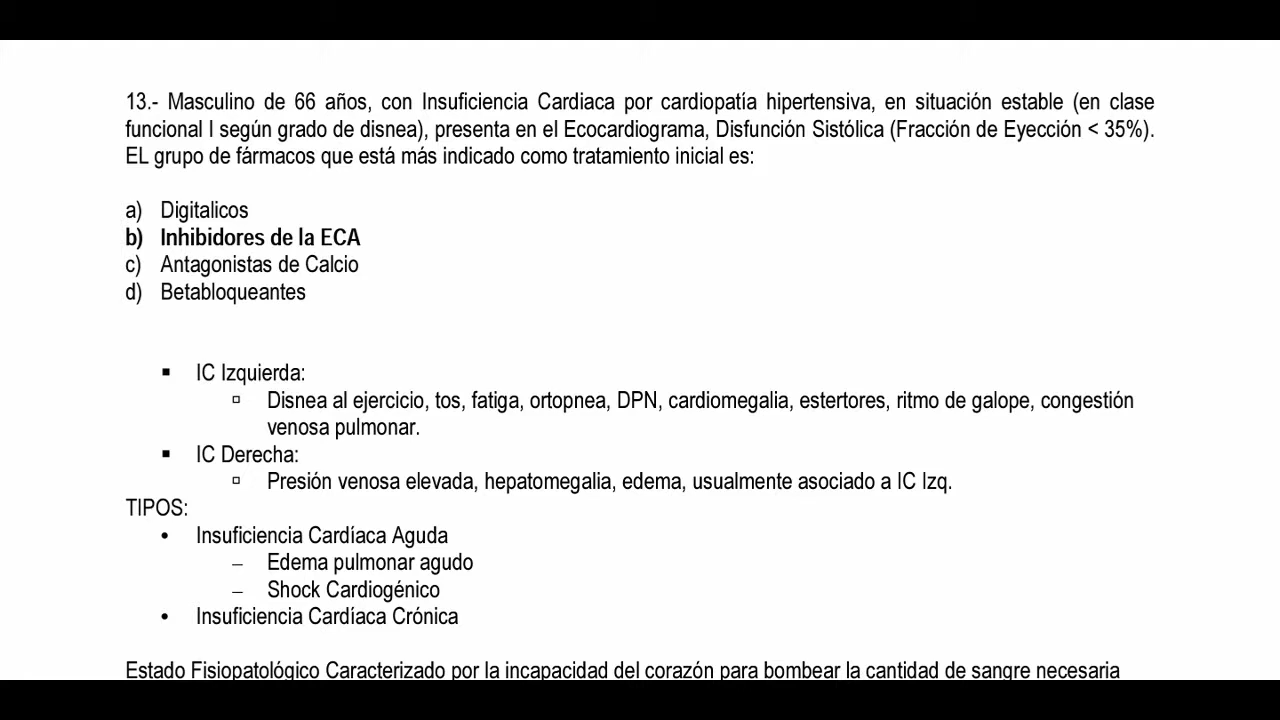 13.- Masculino de 66 años, con Insuficiencia Cardiaca por cardiopatía hipertensiva, en situación estable (en clase
funcional I según grado de disnea), presenta en el Ecocardiograma, Disfunción Sistólica (Fracción de Eyección < 35%).
EL grupo de fármacos que está más indicado como tratamiento inicial es:
a) Digitalicos
b) Inhibidores de la ECA
c) Antagonistas de Calcio
d) Betabloqueantes
▪ IC Izquierda:
▫ Disnea al ejercicio, tos, fatiga, ortopnea, DPN, cardiomegalia, estertores, ritmo de galope, congestión
venosa pulmonar.
▪ IC Derecha:
▫ Presión venosa elevada, hepatomegalia, edema, usualmente asociado a IC Izq.
TIPOS:
• Insuficiencia Cardíaca Aguda
– Edema pulmonar agudo
– Shock Cardiogénico
• Insuficiencia Cardíaca Crónica
Estado Fisiopatológico Caracterizado por la incapacidad del corazón para bombear la cantidad de sangre necesaria